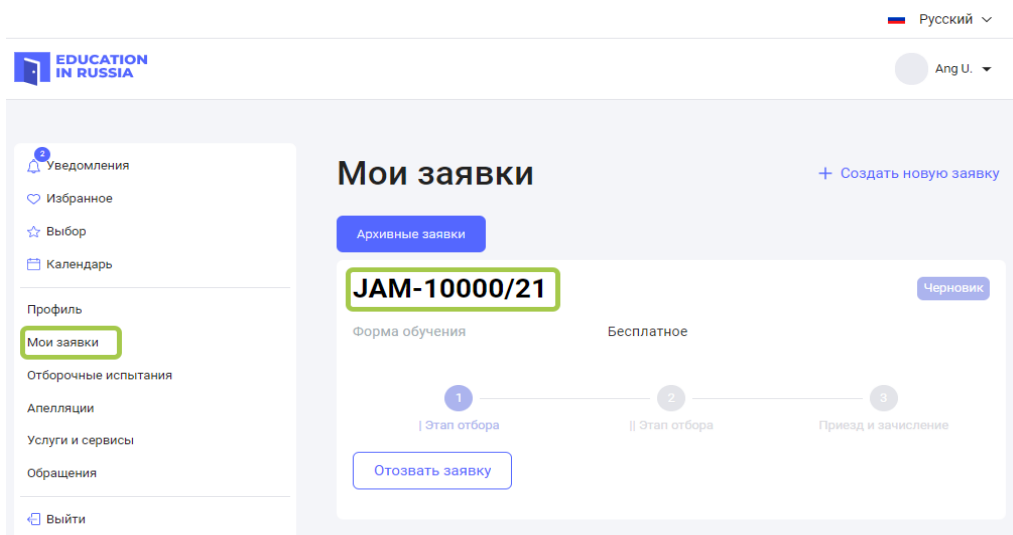 Русский
EDUCATION
IN RUSSIA
Ang U.
2
Уведомления
Избранное
Выбор
Календарь
Профиль
Мои заявки
Отборочные испытания
Апелляции
Услуги и сервисы
Обращения
Выйти
Мои заявки
+ Создать новую заявку
Архивные заявки
JAM-10000/21
Черновик
Форма обучения Бесплатное
1 2 3
| Этап отбора || Этап отбора Приезд и зачисление
Отозвать заявку